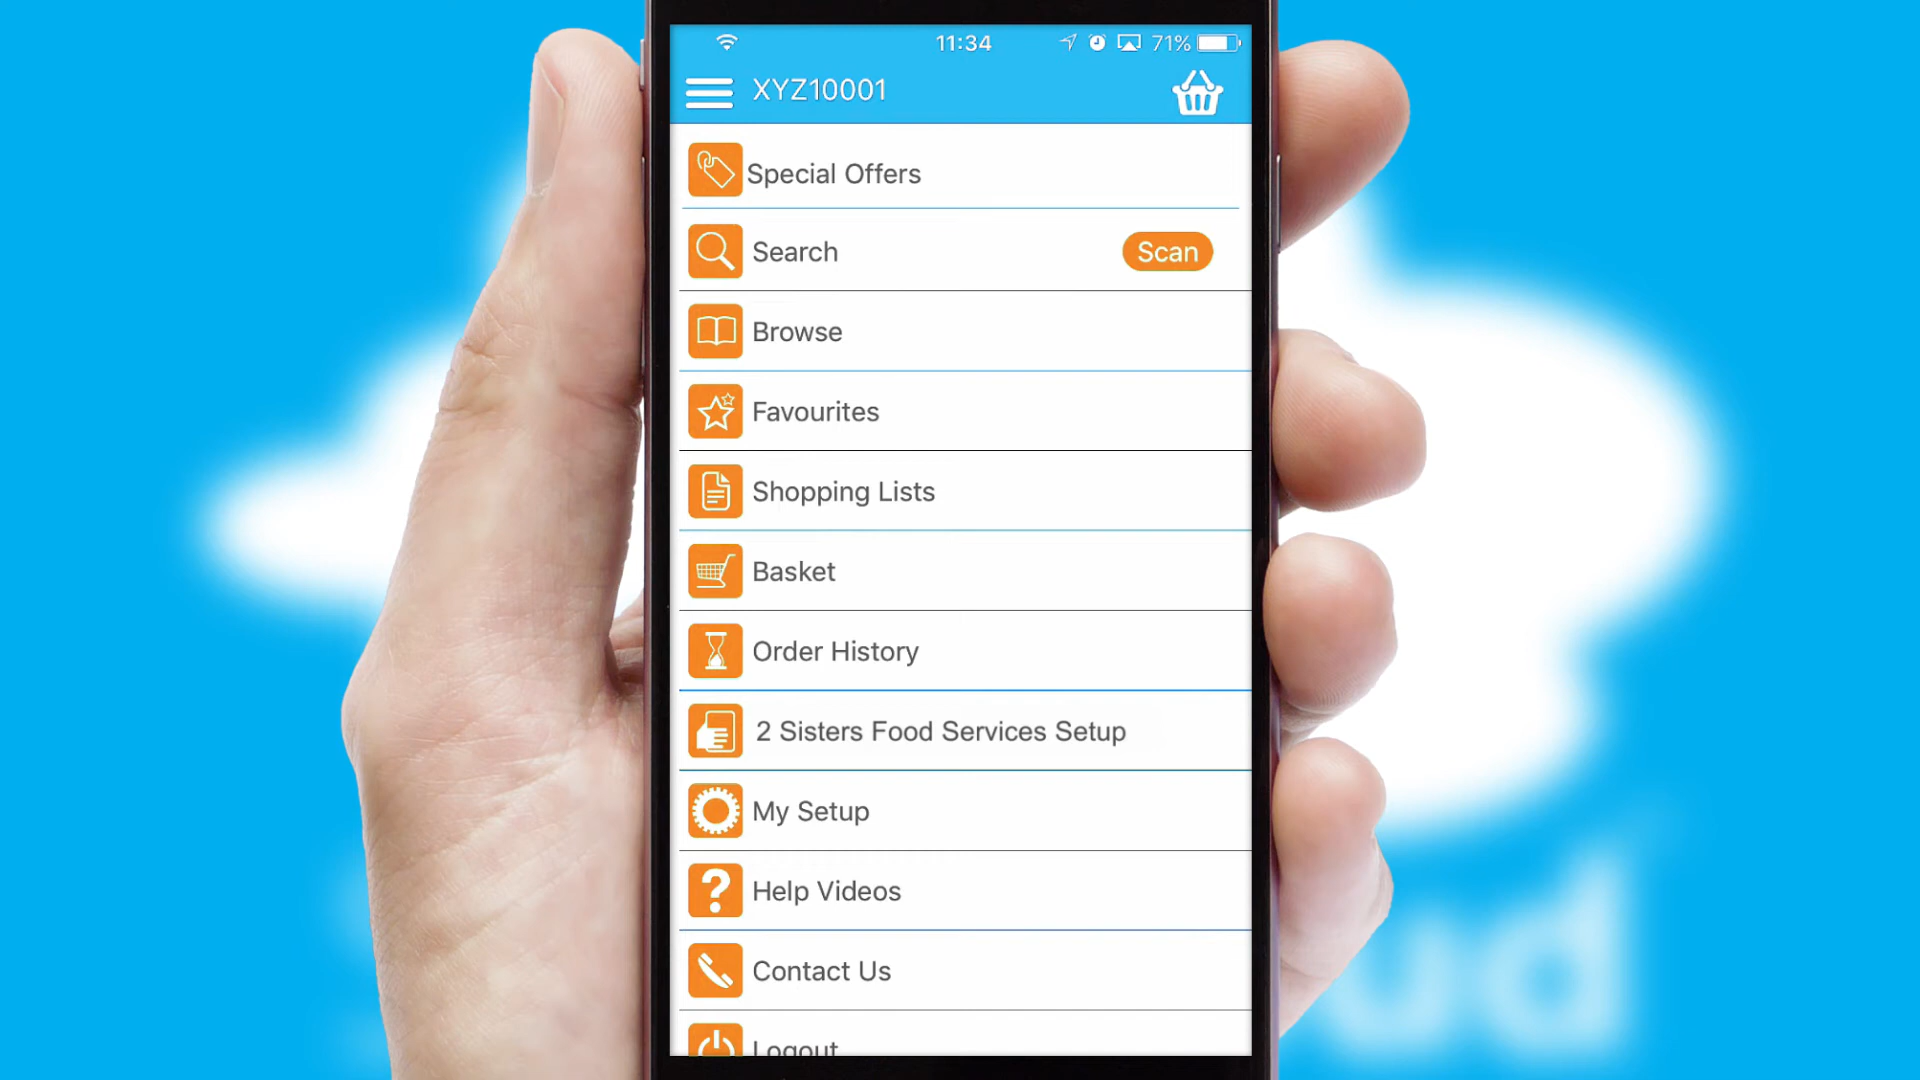 11:34
71%
XYZ10001
Special Offers
Search
Scan
Browse
Favourites
Shopping Lists
Basket
Order History
2 Sisters Food Services Setup
My Setup
Help Videos
Contact Us
Logout
ud